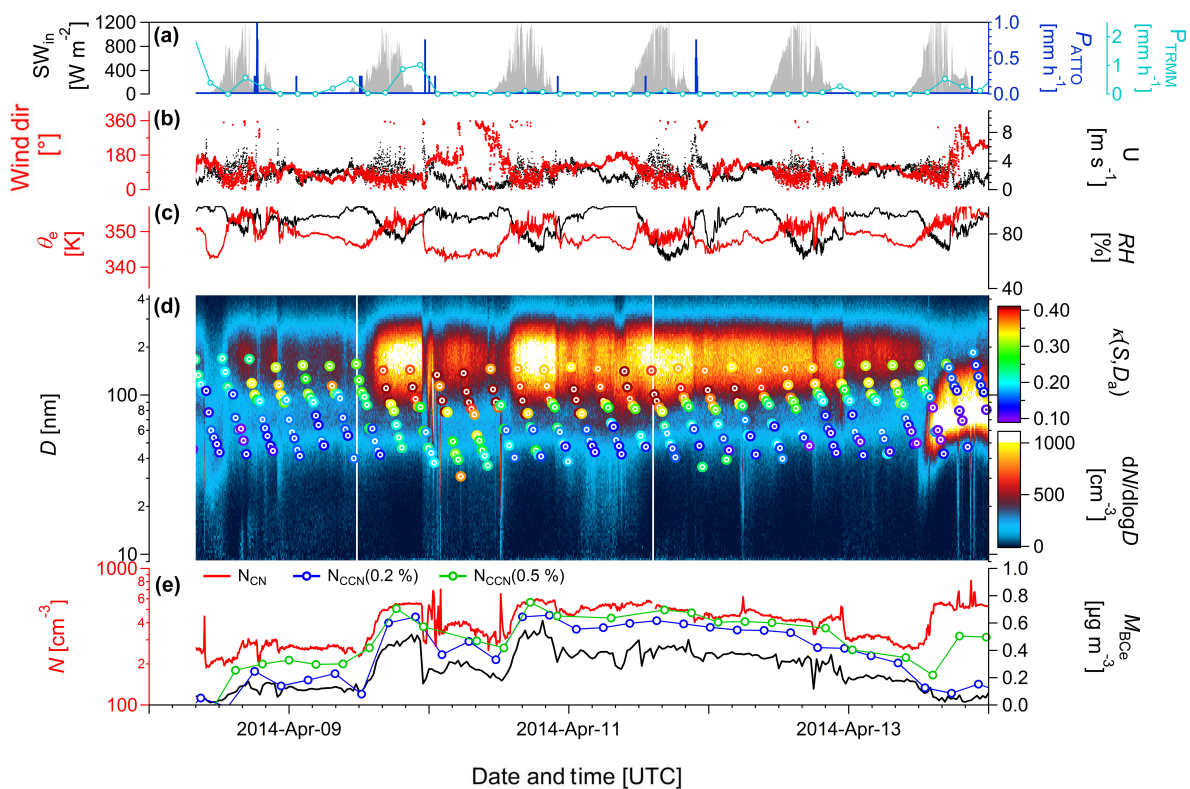 SW_in
[W m^-2]
1200
800
400
0
(a)
1.0
0.5
0.0
P_ATTO
[mm h^-1]
2
1
0
P_TRMM
[mm h^-1]
Wind dir
[°]
360
180
0
(b)
8
4
0
U
[m s^-1]
θ_e
[K]
350
340
(c)
80
40
RH
[%]
D [nm]
4
2
100
8
6
4
2
10
(d)
0.40
0.30
0.20
0.10
κ(S,D_a)
1000
500
0
dN/dlogD
[cm^-3]
N [cm^-3]
1000
6
4
2
100
(e)
N_CN
N_CCN(0.2 %)
N_CCN(0.5 %)
1.0
0.8
0.6
0.4
0.2
0.0
M_BCe
[µg m^-3]
2014-Apr-09
2014-Apr-11
2014-Apr-13
Date and time [UTC]